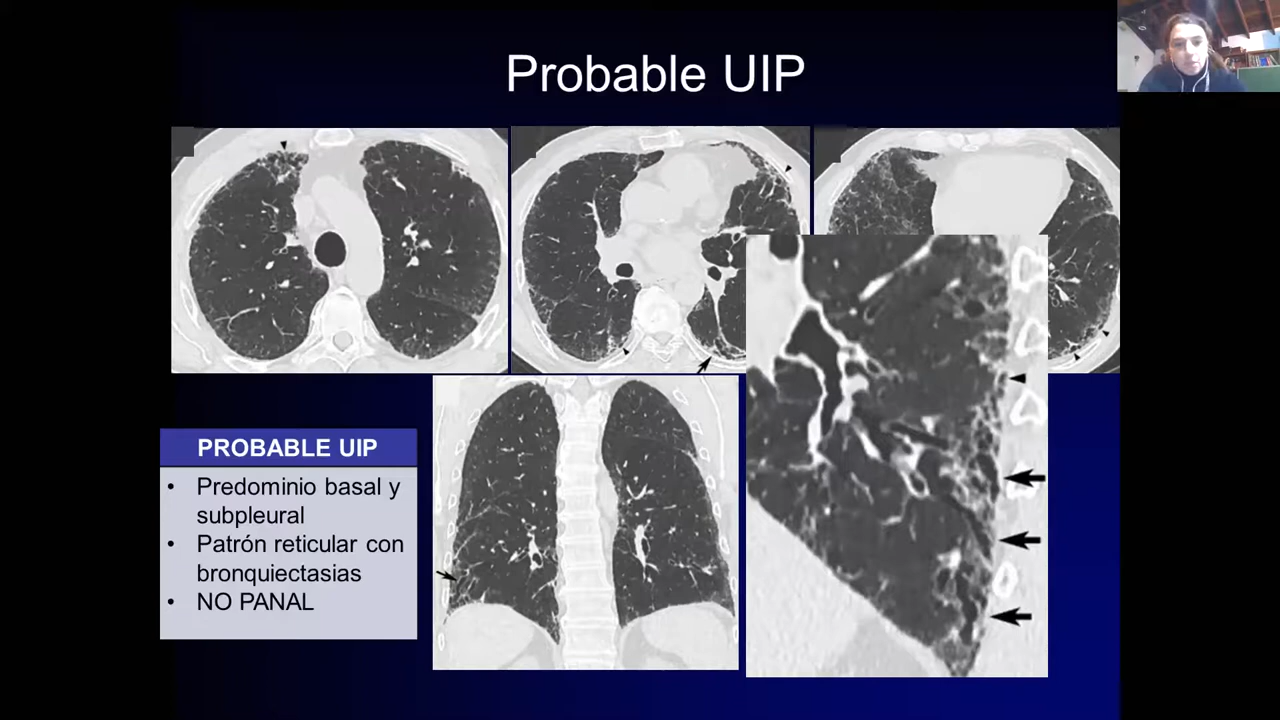 Probable UIP
PROBABLE UIP
• Predominio basal y
subpleural
• Patrón reticular con
bronquiectasias
• NO PANAL